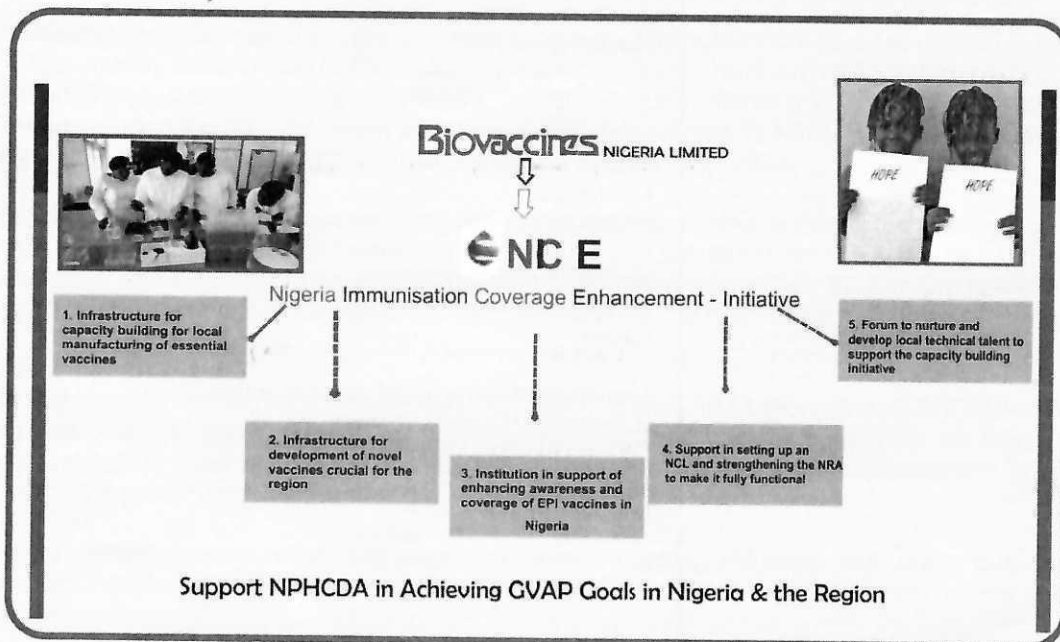 Biovaccines NIGERIA LIMITED
HOPE
HOPE
NC E
Nigeria Immunisation Coverage Enhancement - Initiative
1. Infrastructure for
capacity building for local
manufacturing of essential
vaccines
2. Infrastructure for
development of novel
vaccines crucial for the
region
3. Institution in support of
enhancing awareness and
coverage of EPI vaccines in
Nigeria
4. Support in setting up an
NCL and strengthening the NRA
to make it fully functional
5. Forum to nurture and
develop local technical talent to
support the capacity building
initiative
Support NPHCDA in Achieving GVAP Goals in Nigeria & the Region